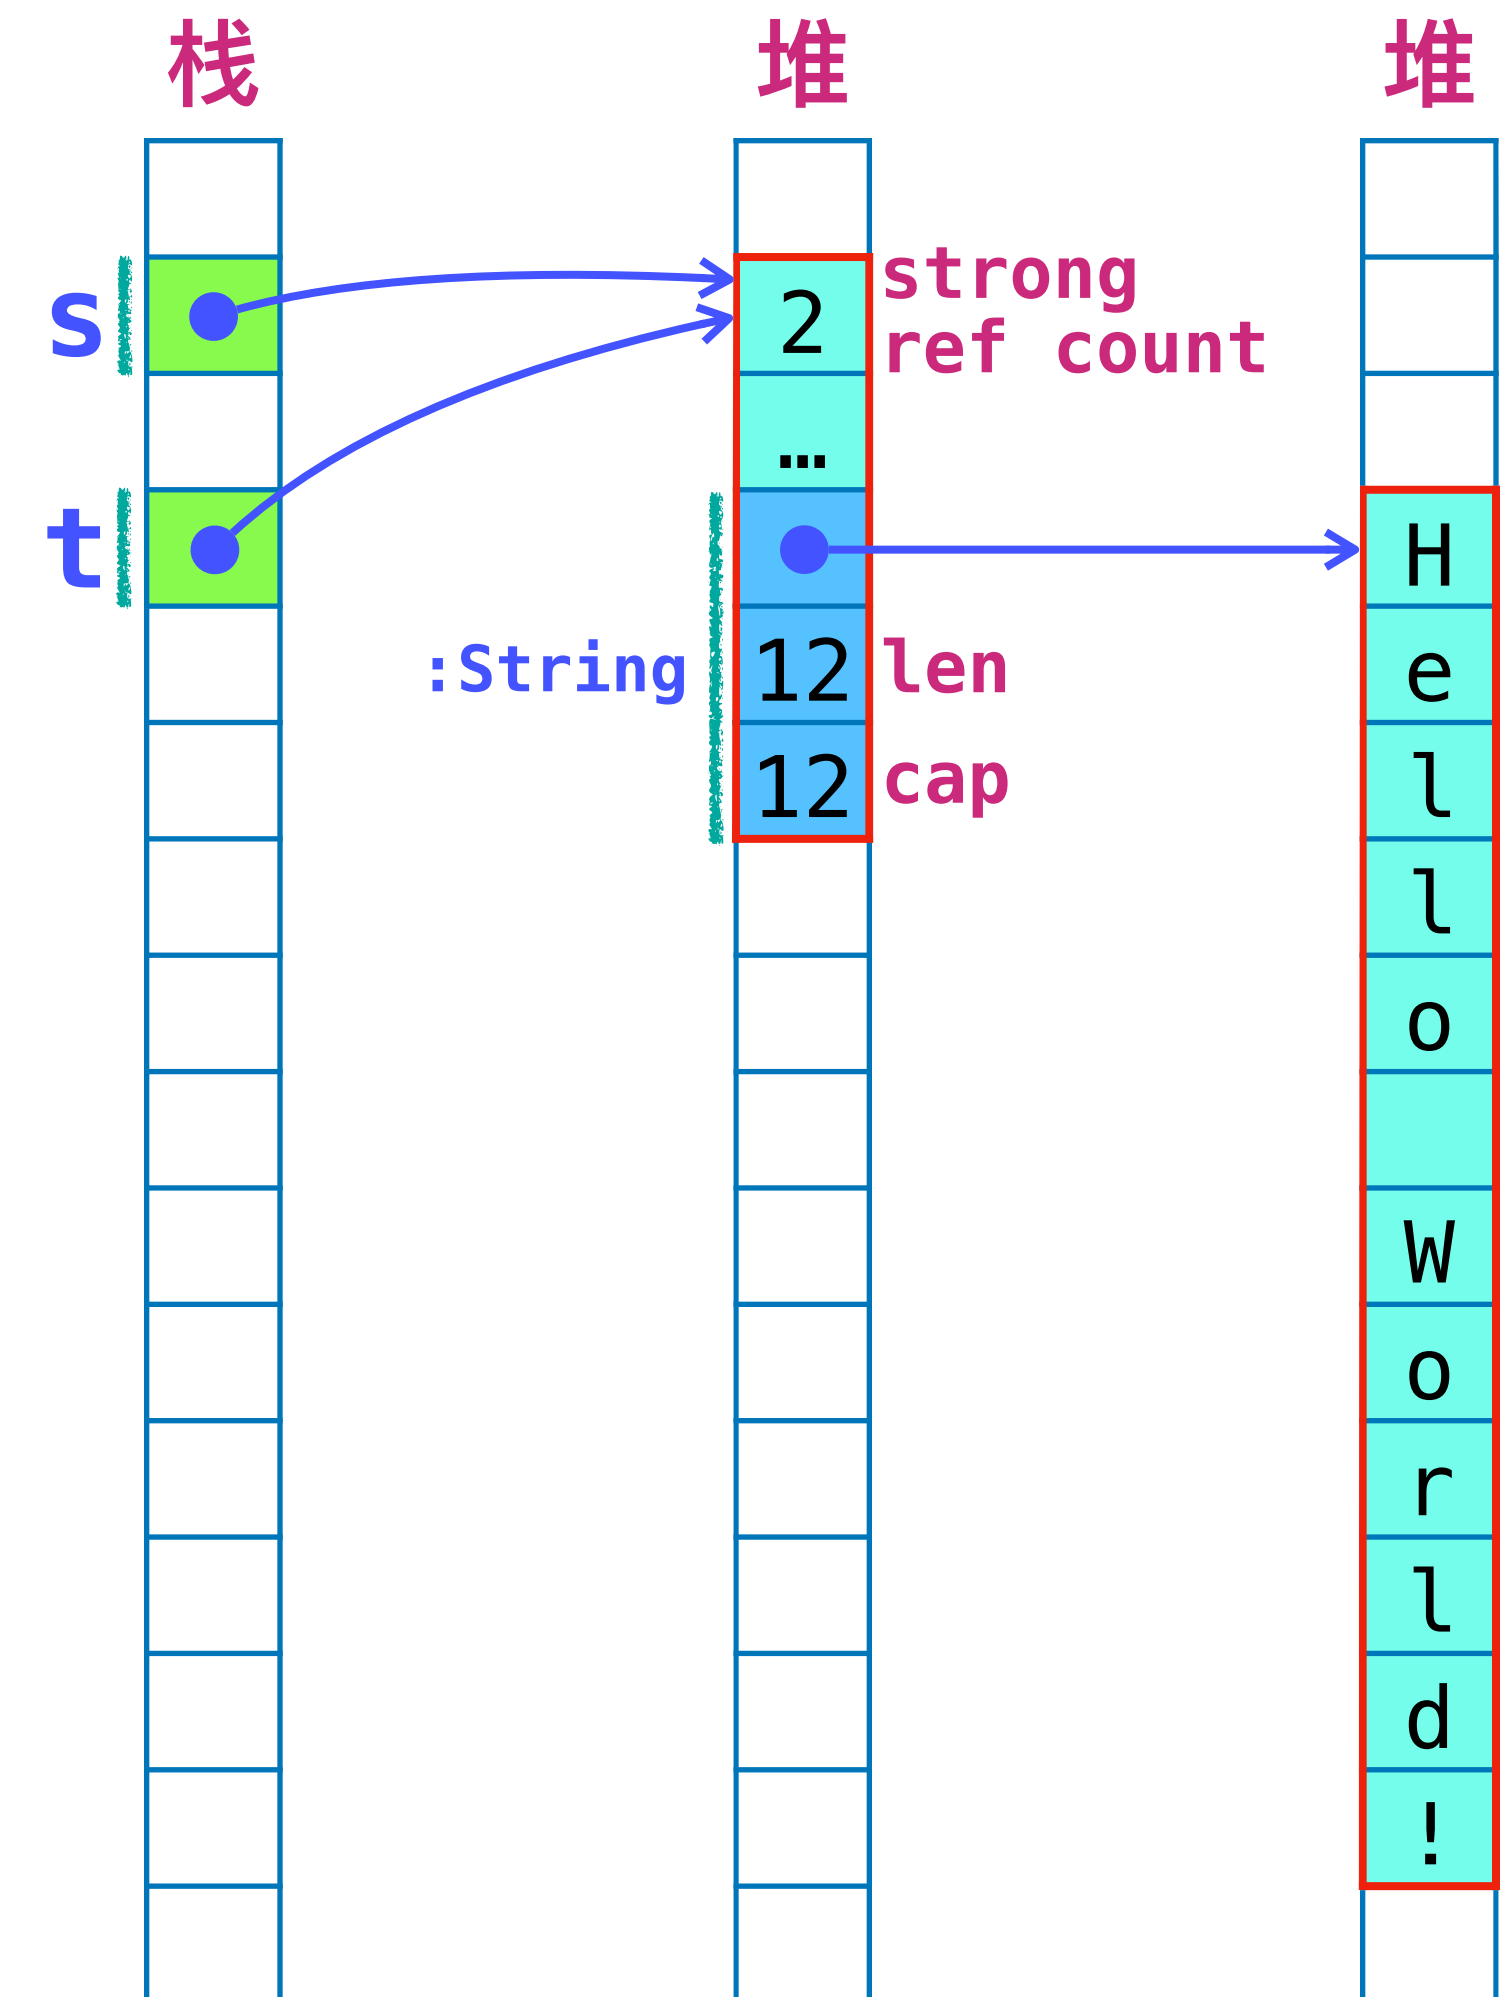 栈 堆 堆
s
t
2
strong
ref count
…
:String
12
len
12
cap
H
e
l
l
o
W
o
r
l
d
!